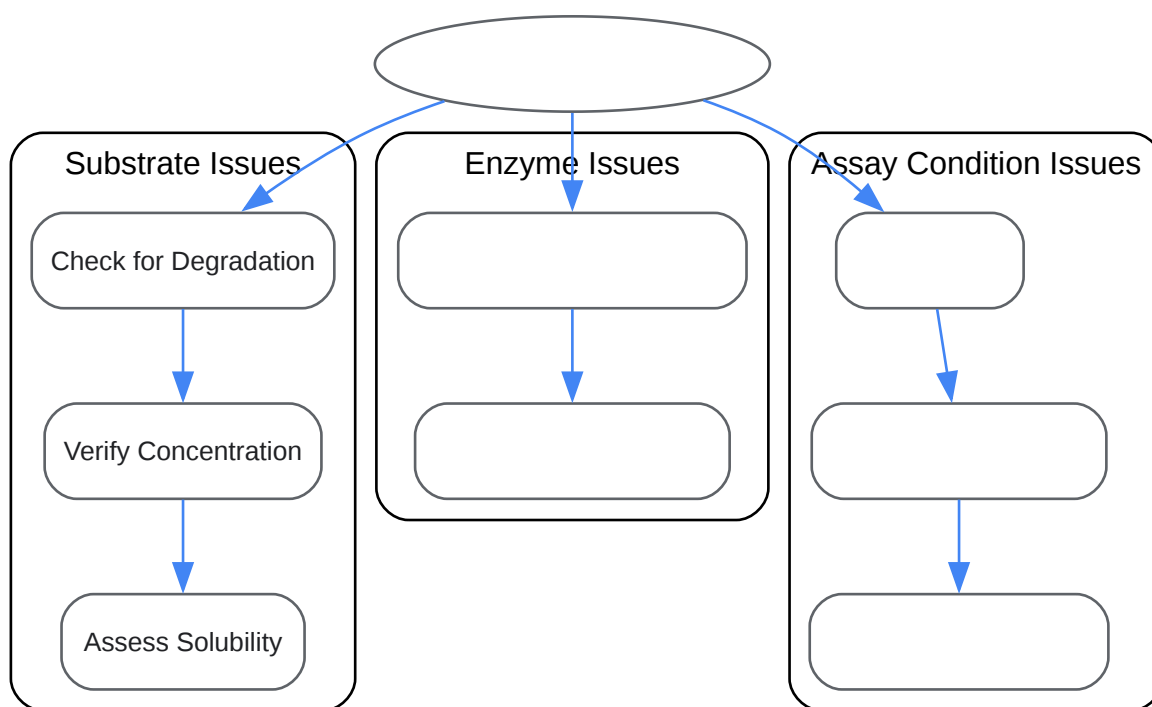 Substrate Issues
Enzyme Issues
Assay Condition Issues
Check for Degradation
Verify Concentration
Assess Solubility